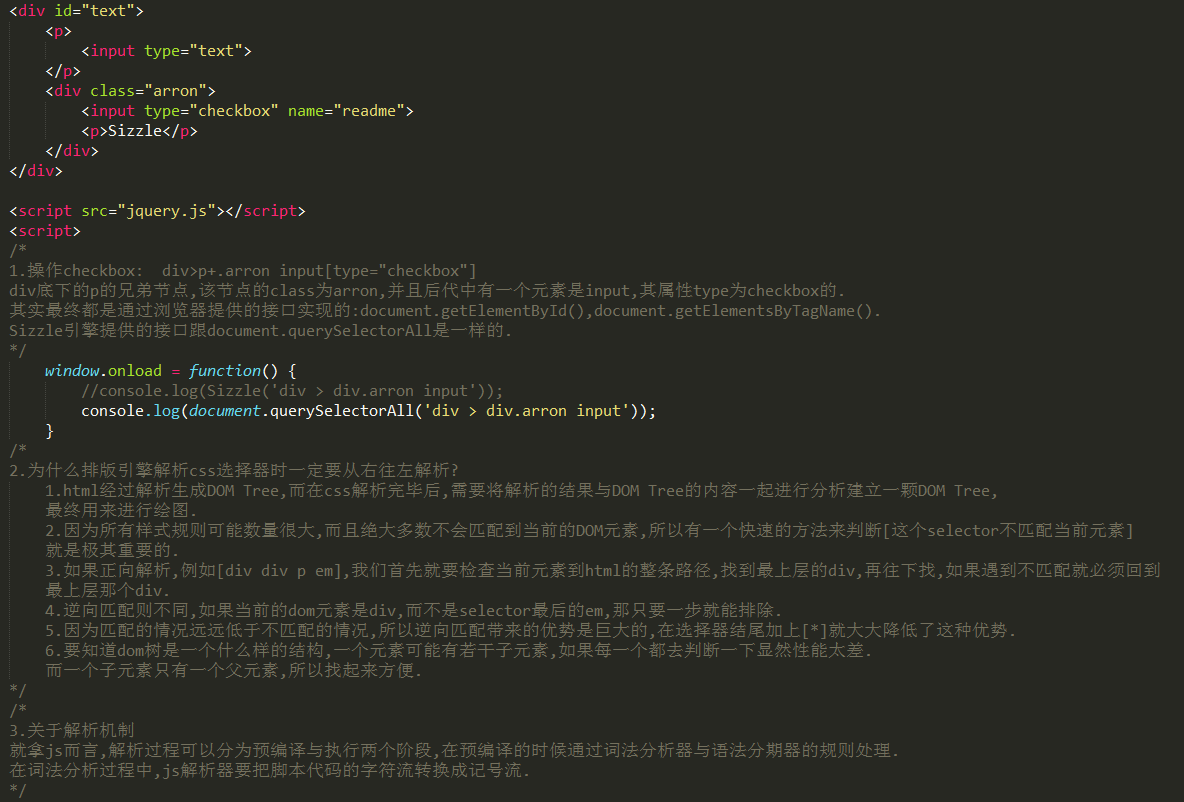 <div id="text">
    <p>
        <input type="text">
    </p>
    <div class="arron">
        <input type="checkbox" name="readme">
        <p>Sizzle</p>
    </div>
</div>

<script src="jquery.js"></script>
<script>
/*
1.操作checkbox:  div>p+.arron input[type="checkbox"]
div底下的p的兄弟节点,该节点的class为arron,并且后代中有一个元素是input,其属性type为checkbox的.
其实最终都是通过浏览器提供的接口实现的:document.getElementById(),document.getElementsByTagName().
Sizzle引擎提供的接口跟document.querySelectorAll是一样的.
*/
    window.onload = function() {
        //console.log(Sizzle('div > div.arron input'));
        console.log(document.querySelectorAll('div > div.arron input'));
    }
/*
2.为什么排版引擎解析css选择器时一定要从右往左解析?
    1.html经过解析生成DOM Tree,而在css解析完毕后,需要将解析的结果与DOM Tree的内容一起进行分析建立一颗DOM Tree,
    最终用来进行绘图.
    2.因为所有样式规则可能数量很大,而且绝大多数不会匹配到当前的DOM元素,所以有一个快速的方法来判断[这个selector不匹配当前元素]
    就是极其重要的.
    3.如果正向解析,例如[div div p em],我们首先就要检查当前元素到html的整条路径,找到最上层的div,再往下找,如果遇到不匹配就必须回到
    最上层那个div.
    4.逆向匹配则不同,如果当前的dom元素是div,而不是selector最后的em,那只要一步就能排除.
    5.因为匹配的情况远远低于不匹配的情况,所以逆向匹配带来的优势是巨大的,在选择器结尾加上[*]就大大降低了这种优势.
    6.要知道dom树是一个什么样的结构,一个元素可能有若干子元素,如果每一个都去判断一下显然性能太差.
    而一个子元素只有一个父元素,所以找起来方便.
*/
/*
3.关于解析机制
就拿js而言,解析过程可以分为预编译与执行两个阶段,在预编译的时候通过词法分析器与语法分期器的规则处理.
在词法分析过程中,js解析器要把脚本代码的字符流转换成记号流.
*/